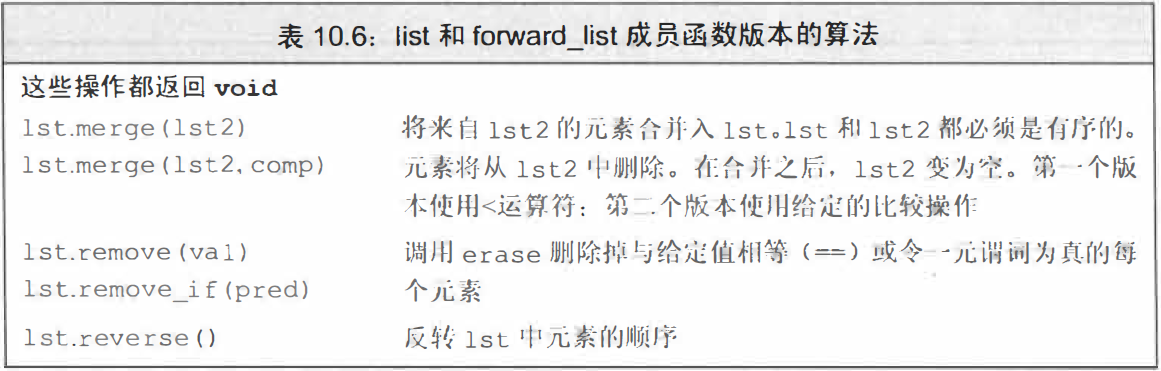 表 10.6：list 和 forward_list 成员函数版本的算法
这些操作都返回 void
lst.merge(lst2) 将来自 lst2 的元素合并入 lst。lst 和 lst2 都必须是有序的。
lst.merge(lst2,comp) 元素将从 lst2 中删除。在合并之后，lst2 变为空。第一个版
本使用<运算符；第二个版本使用给定的比较操作
lst.remove(val) 调用 erase 删除掉与给定值相等（==）或令一元谓词为真的每
lst.remove_if(pred) 个元素
lst.reverse() 反转 lst 中元素的顺序